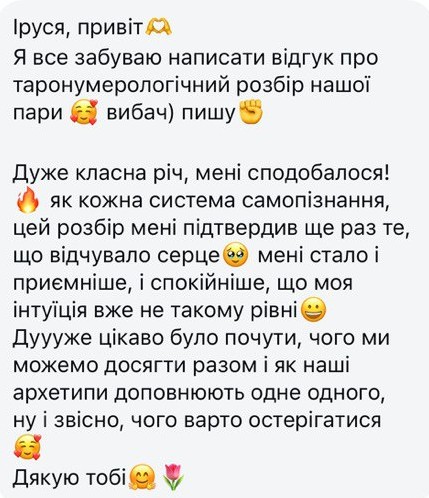 Іруся, привіт🫶
Я все забуваю написати відгук про
таронумерологічний розбір нашої
пари 🥰 вибач) пишу✊
Дуже класна річ, мені сподобалося!
🔥 як кожна система самопізнання,
цей розбір мені підтвердив ще раз те,
що відчувало серце🥹 мені стало і
приємніше, і спокійніше, що моя
інтуїція вже не такому рівні😀
Дуууже цікаво було почути, чого ми
можемо досягти разом і як наші
архетипи доповнюють одне одного,
ну і звісно, чого варто остерігатися
🥰
Дякую тобі🤗🌷